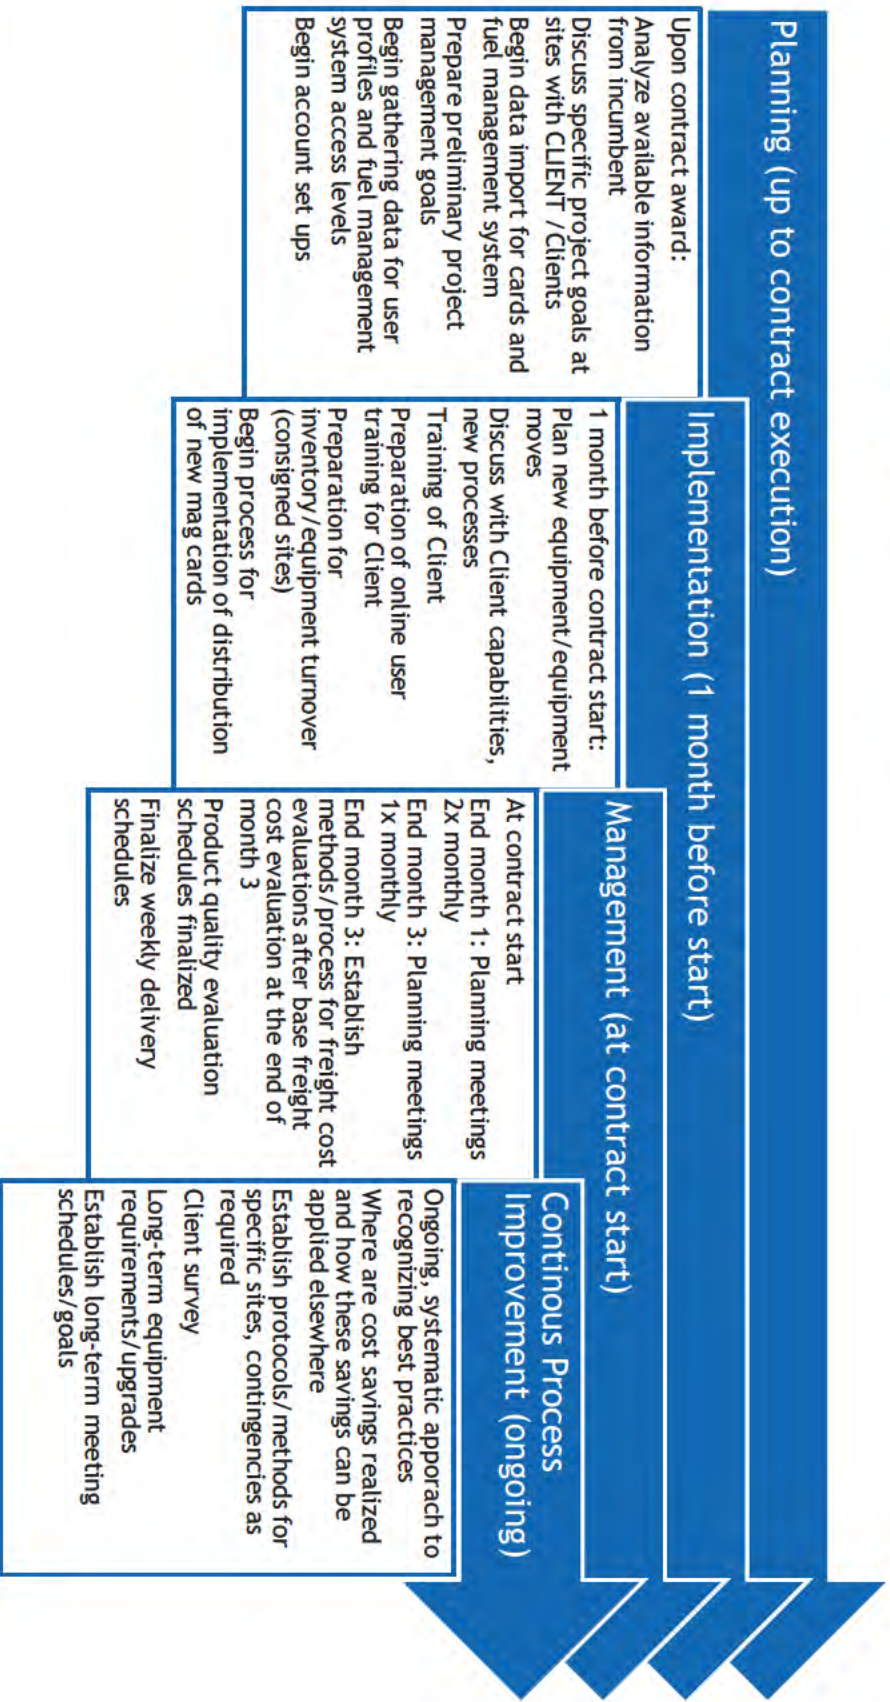 Planning (up to contract execution)
Upon contract award:
Analyze available information
from incumbent
Discuss specific project goals at
sites with CLIENT /Clients
Begin data import for cards and
fuel management system
Prepare preliminary project
management goals
Begin gathering data for user
profiles and fuel management
system access levels
Begin account set ups
Implementation (1 month before start)
1 month before contract start:
Plan new equipment/equipment
moves
Discuss with Client capabilities,
new processes
Training of Client
Preparation of online user
training for Client
Preparation for
inventory/equipment turnover
(consigned sites)
Begin process for
implementation of distribution
of new mag cards
Management (at contract start)
At contract start
End month 1: Planning meetings
2x monthly
End month 3: Planning meetings
1x monthly
End month 3: Establish
methods/process for freight cost
evaluations after base freight
cost evaluation at the end of
month 3
Product quality evaluation
schedules finalized
Finalize weekly delivery
schedules
Continous Process
Improvement (ongoing)
Ongoing, systematic apporach to
recognizing best practices
Where are cost savings realized
and how these savings can be
applied elsewhere
Establish protocols/methods for
specific sites, contingencies as
required
Client survey
Long-term equipment
requirements/upgrades
Establish long-term meeting
schedules/goals